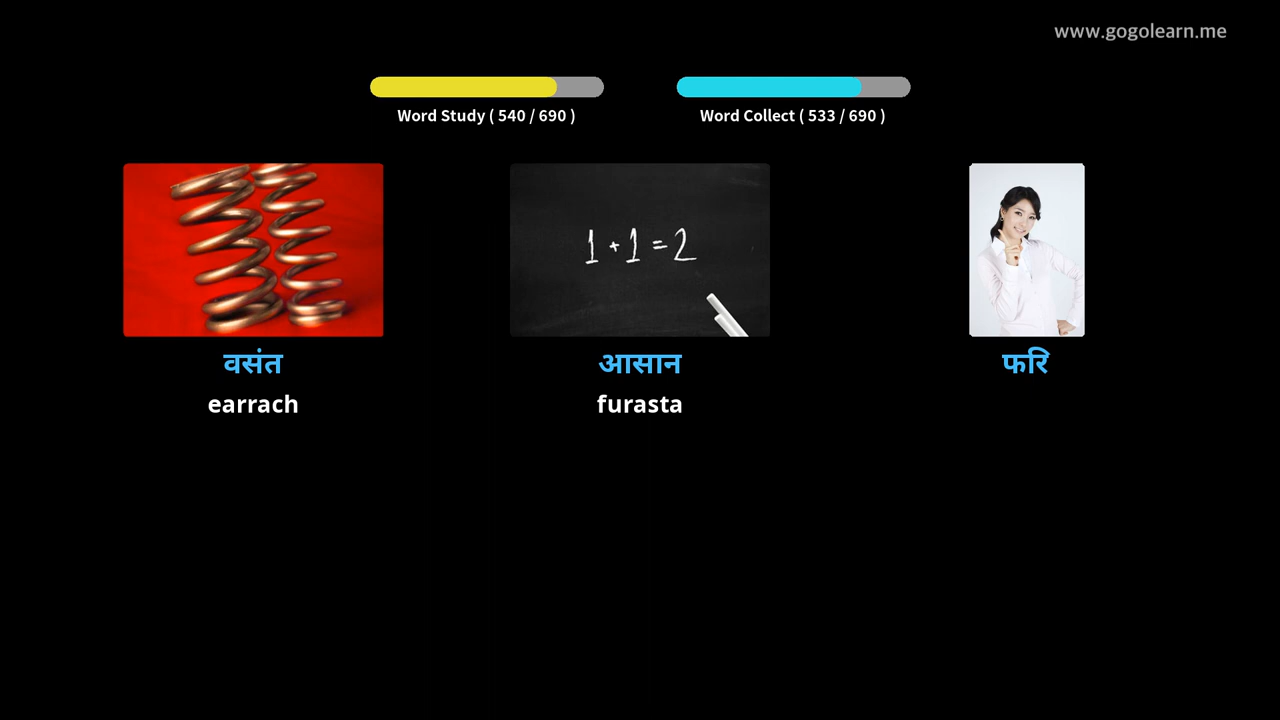 www.gogolearn.me
Word Study ( 540 / 690 )
Word Collect ( 533 / 690 )
1 + 1 = 2
वसंत
आसान
फरि
earrach
furasta